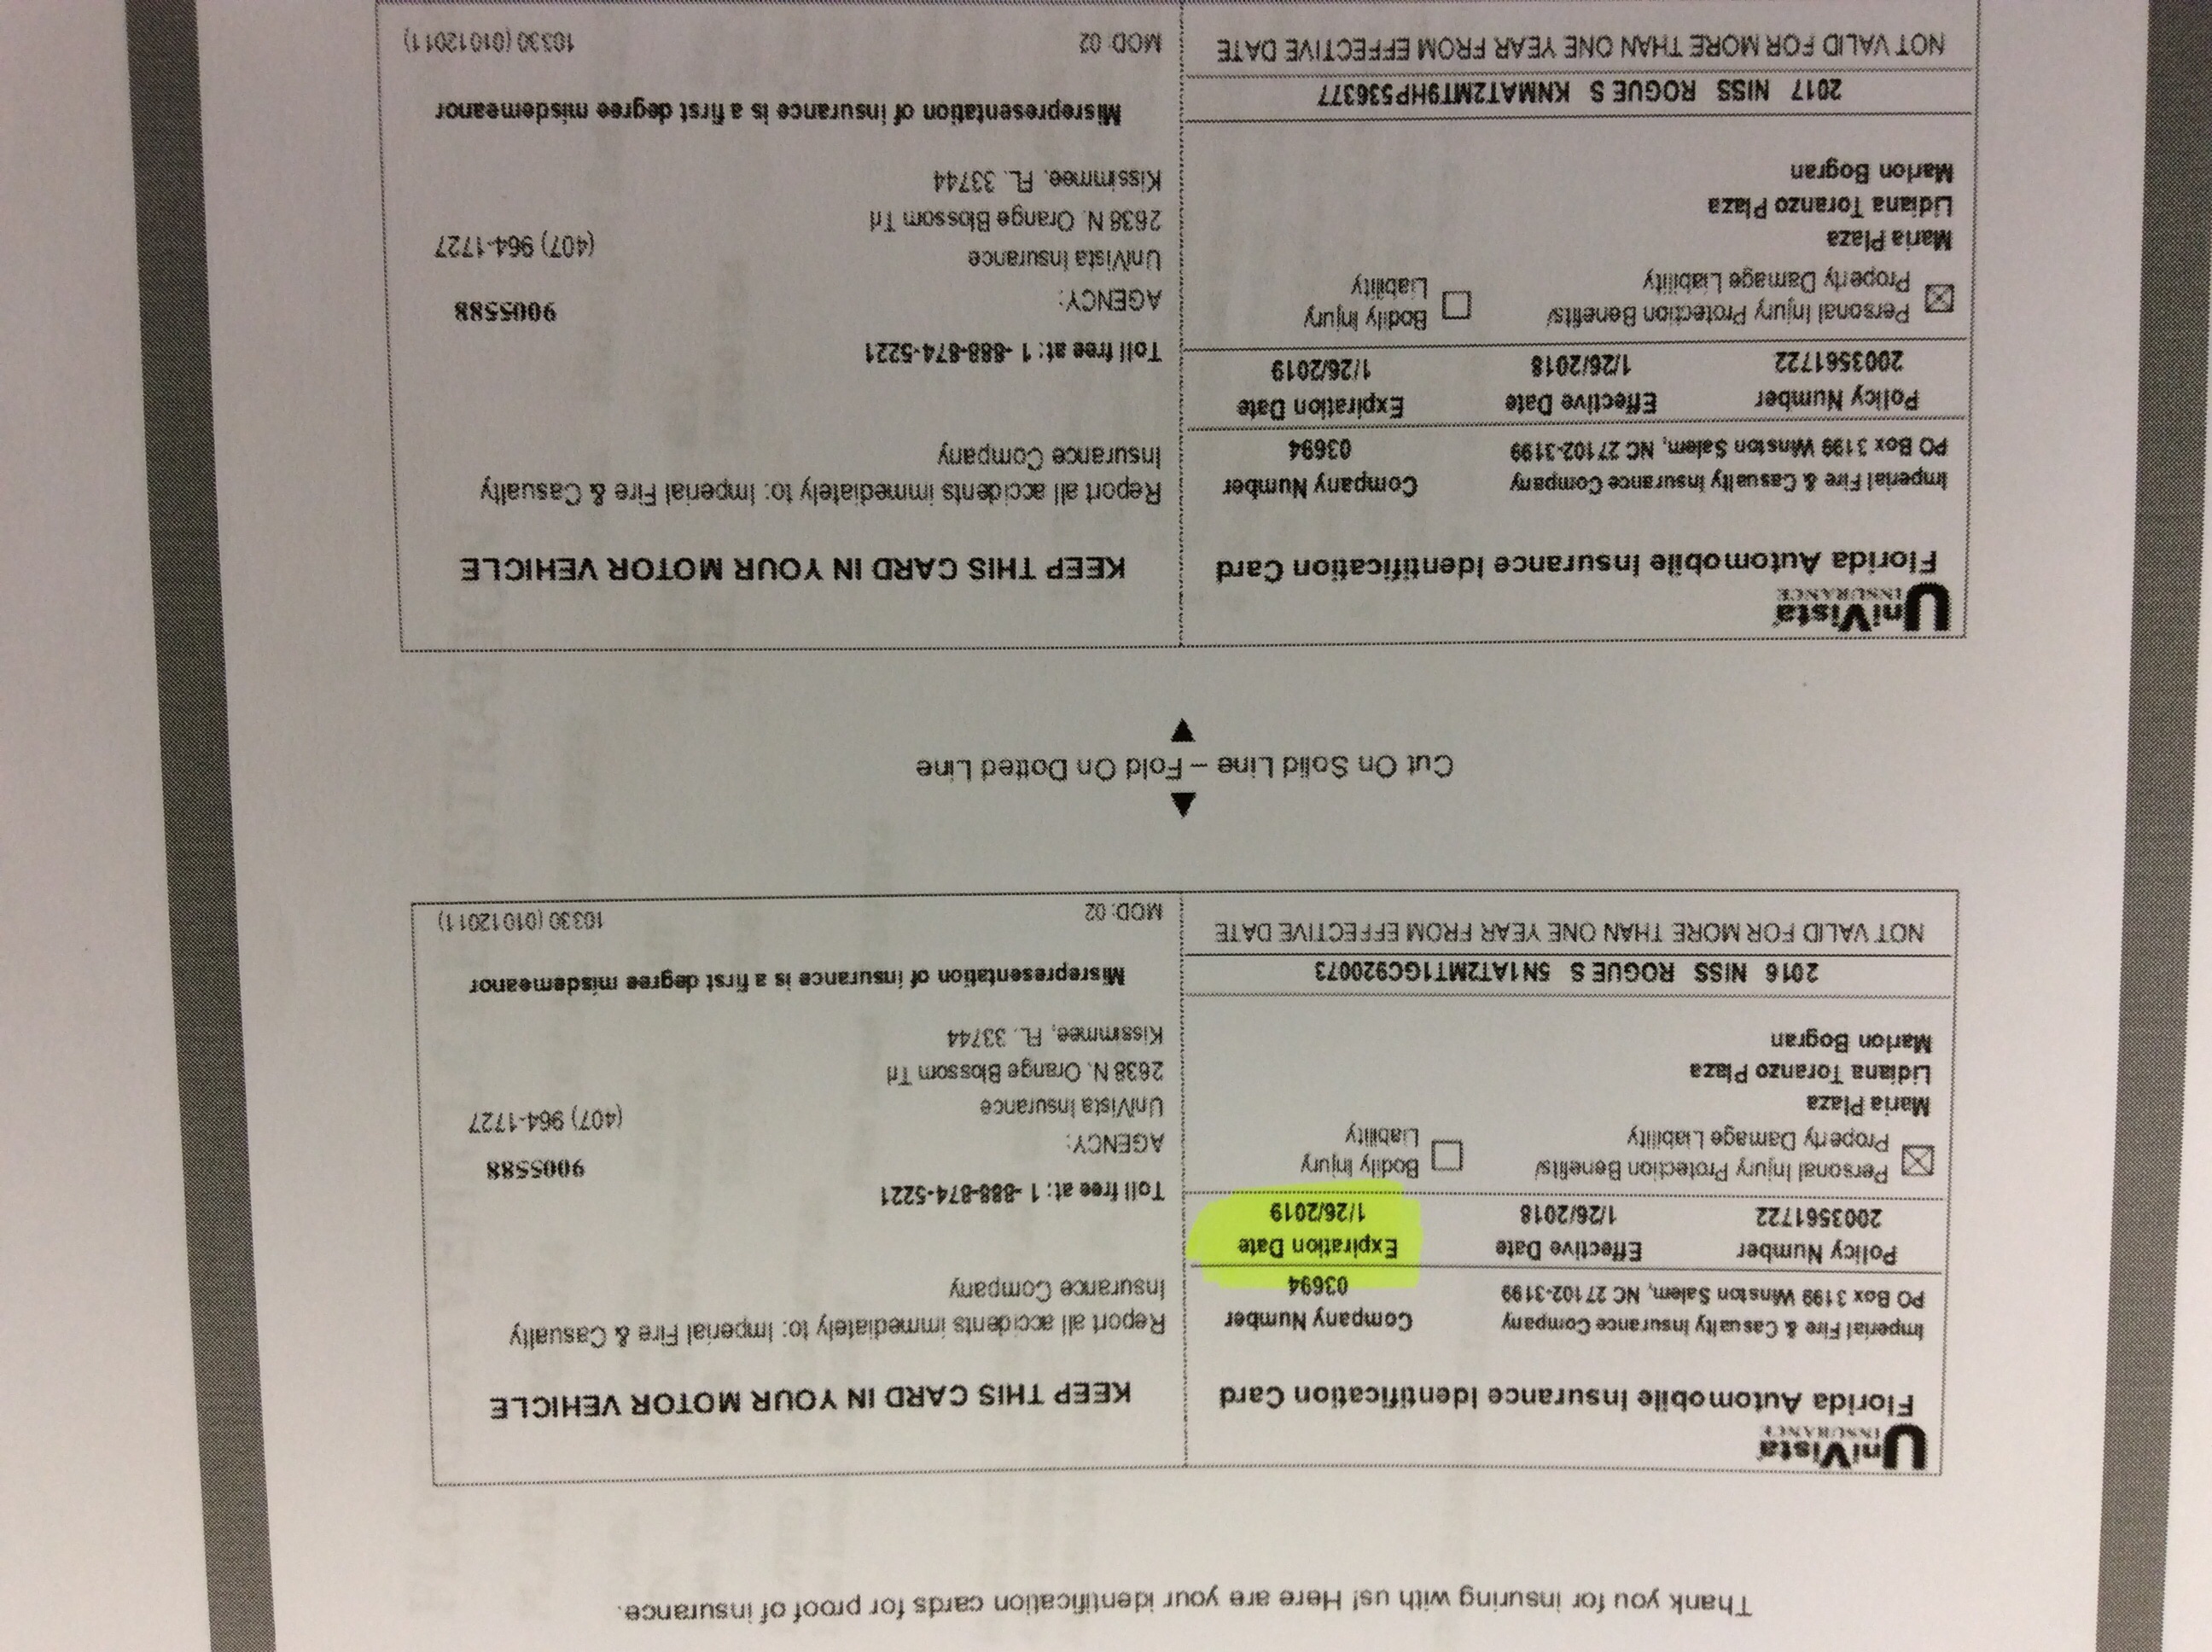 Thank you for insuring with us! Here are your identification cards for proof of insurance.
UniVista
INSURANCE
Florida Automobile Insurance Identification Card
Imperial Fire & Casualty Insurance Company
PO Box 3199 Winston Salem, NC 27102-3199
Company Number
03694
Policy Number Effective Date Expiration Date
2003561722 1/26/2018 1/26/2019
Personal Injury Protection Benefits/
Property Damage Liability
Bodily Injury
Liability
Maria Plaza
Lidiana Toranzo Plaza
Marlon Bogran
2016 NISS ROGUE S 5N1AT2MT1GC920073
NOT VALID FOR MORE THAN ONE YEAR FROM EFFECTIVE DATE
KEEP THIS CARD IN YOUR MOTOR VEHICLE
Report all accidents immediately to: Imperial Fire & Casualty
Insurance Company
Toll free at: 1 -888-874-5221
9005588
AGENCY:
(407) 964-1727
UniVista Insurance
2638 N. Orange Blossom Trl
Kissimmee, FL. 33744
Misrepresentation of insurance is a first degree misdemeanor
MOD: 02 10330 (01012011)
Cut On Solid Line – Fold On Dotted Line
UniVista
INSURANCE
Florida Automobile Insurance Identification Card
Imperial Fire & Casualty Insurance Company
PO Box 3199 Winston Salem, NC 27102-3199
Company Number
03694
Policy Number Effective Date Expiration Date
2003561722 1/26/2018 1/26/2019
Personal Injury Protection Benefits/
Property Damage Liability
Bodily Injury
Liability
Maria Plaza
Lidiana Toranzo Plaza
Marlon Bogran
2017 NISS ROGUE S KNMAT2MT9HP536377
NOT VALID FOR MORE THAN ONE YEAR FROM EFFECTIVE DATE
KEEP THIS CARD IN YOUR MOTOR VEHICLE
Report all accidents immediately to: Imperial Fire & Casualty
Insurance Company
Toll free at: 1 -888-874-5221
9005588
AGENCY:
(407) 964-1727
UniVista Insurance
2638 N. Orange Blossom Trl
Kissimmee, FL. 33744
Misrepresentation of insurance is a first degree misdemeanor
MOD: 02 10330 (01012011)